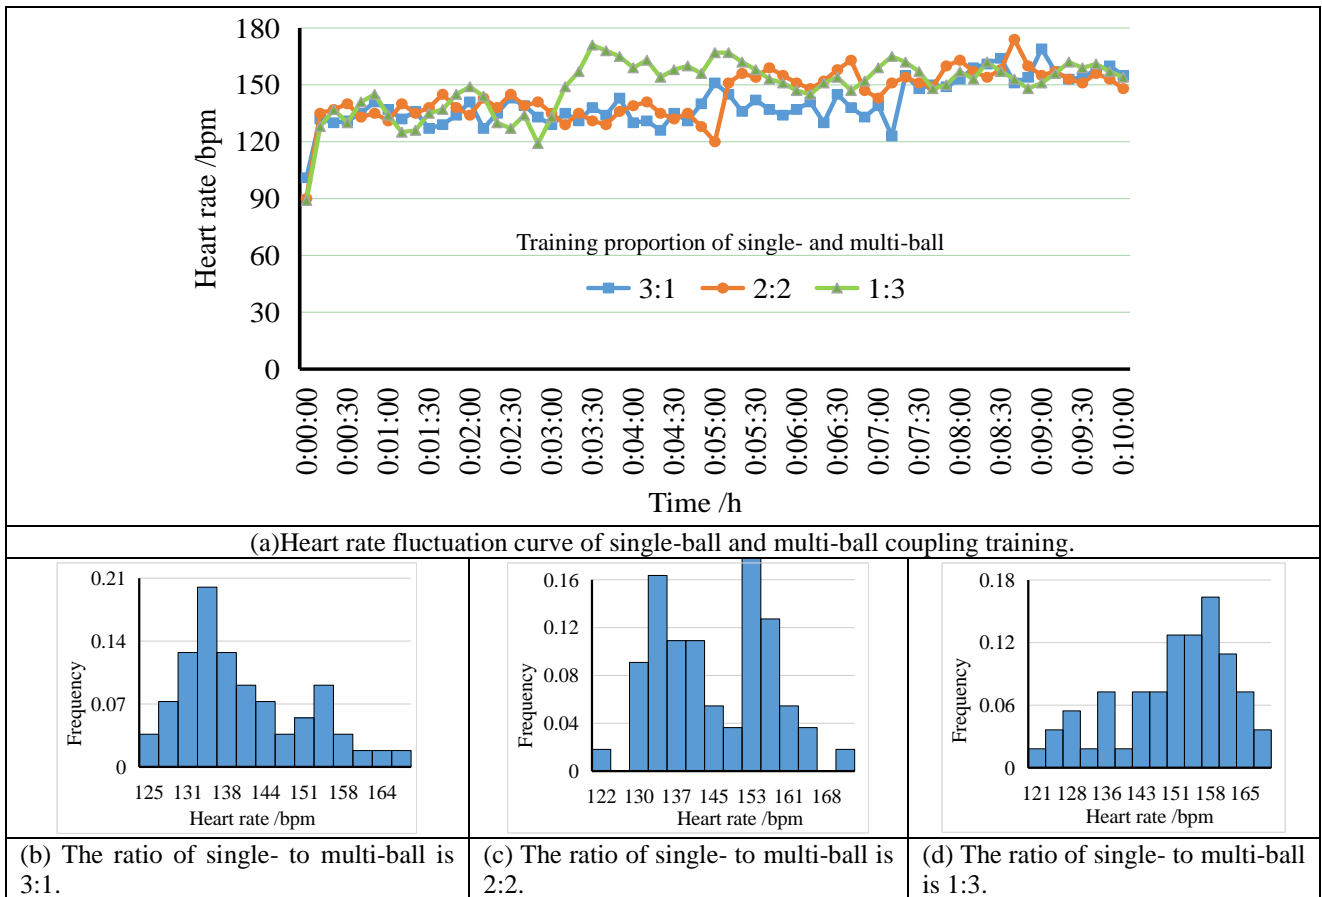 180
150
120
90
60
30
0
Heart rate /bpm
Training proportion of single- and multi-ball
3:1 2:2 1:3
0:00:00 0:00:30 0:01:00 0:01:30 0:02:00 0:02:30 0:03:00 0:03:30 0:04:00 0:04:30 0:05:00 0:05:30 0:06:00 0:06:30 0:07:00 0:07:30 0:08:00 0:08:30 0:09:00 0:09:30 0:10:00
Time /h
(a)Heart rate fluctuation curve of single-ball and multi-ball coupling training.
0.21
0.14
0.07
0
Frequency
125 131 138 144 151 158 164
Heart rate /bpm
0.16
0.12
0.08
0.04
0
Frequency
122 130 137 145 153 161 168
Heart rate /bpm
0.18
0.12
0.06
0
Frequency
121 128 136 143 151 158 165
Heart rate /bpm
(b) The ratio of single- to multi-ball is
3:1.
(c) The ratio of single- to multi-ball is
2:2.
(d) The ratio of single- to multi-ball
is 1:3.